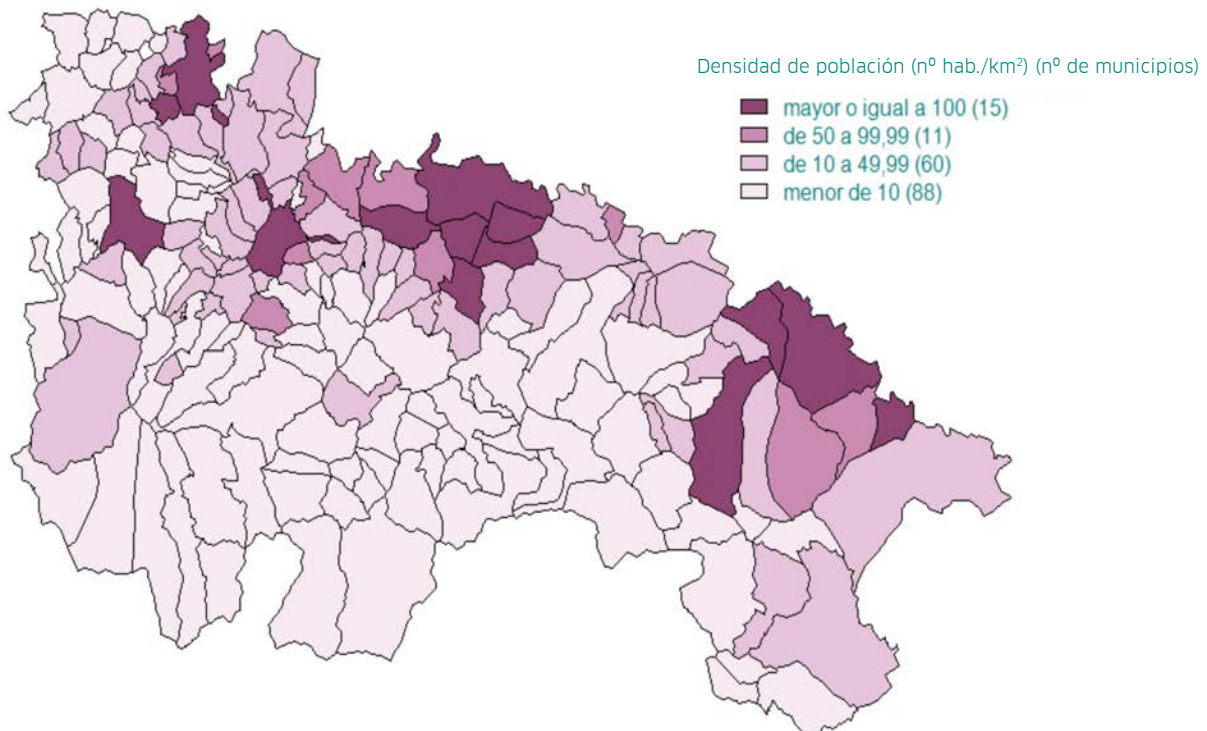 Densidad de población (nº hab./km²) (nº de municipios)
mayor o igual a 100 (15)
de 50 a 99,99 (11)
de 10 a 49,99 (60)
menor de 10 (88)